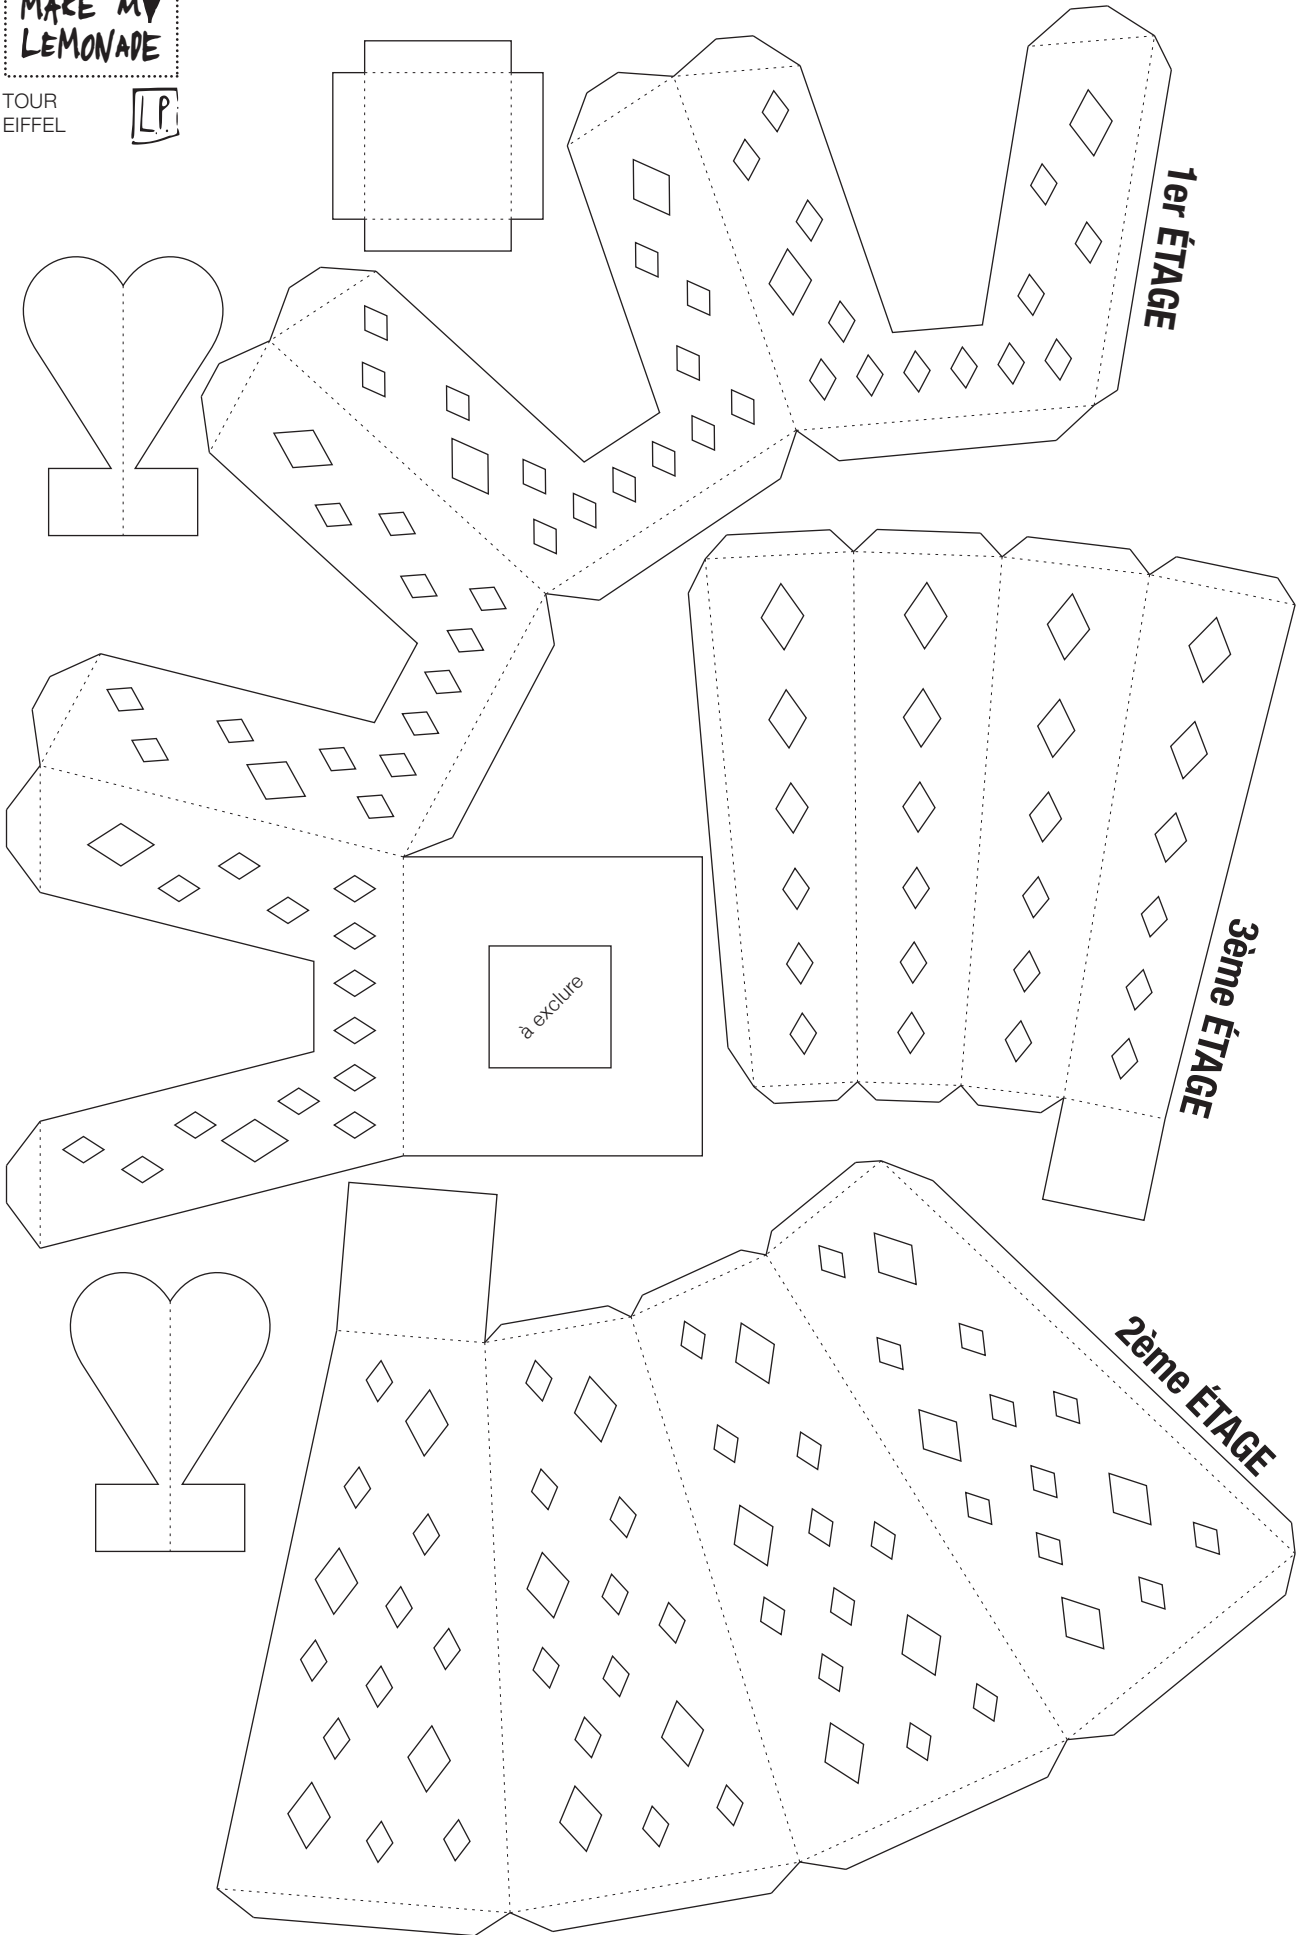 MAKE MY
LEMONADE
TOUR
EIFFEL
L.P.
1er ÉTAGE
3ème ÉTAGE
à exclure
2ème ÉTAGE